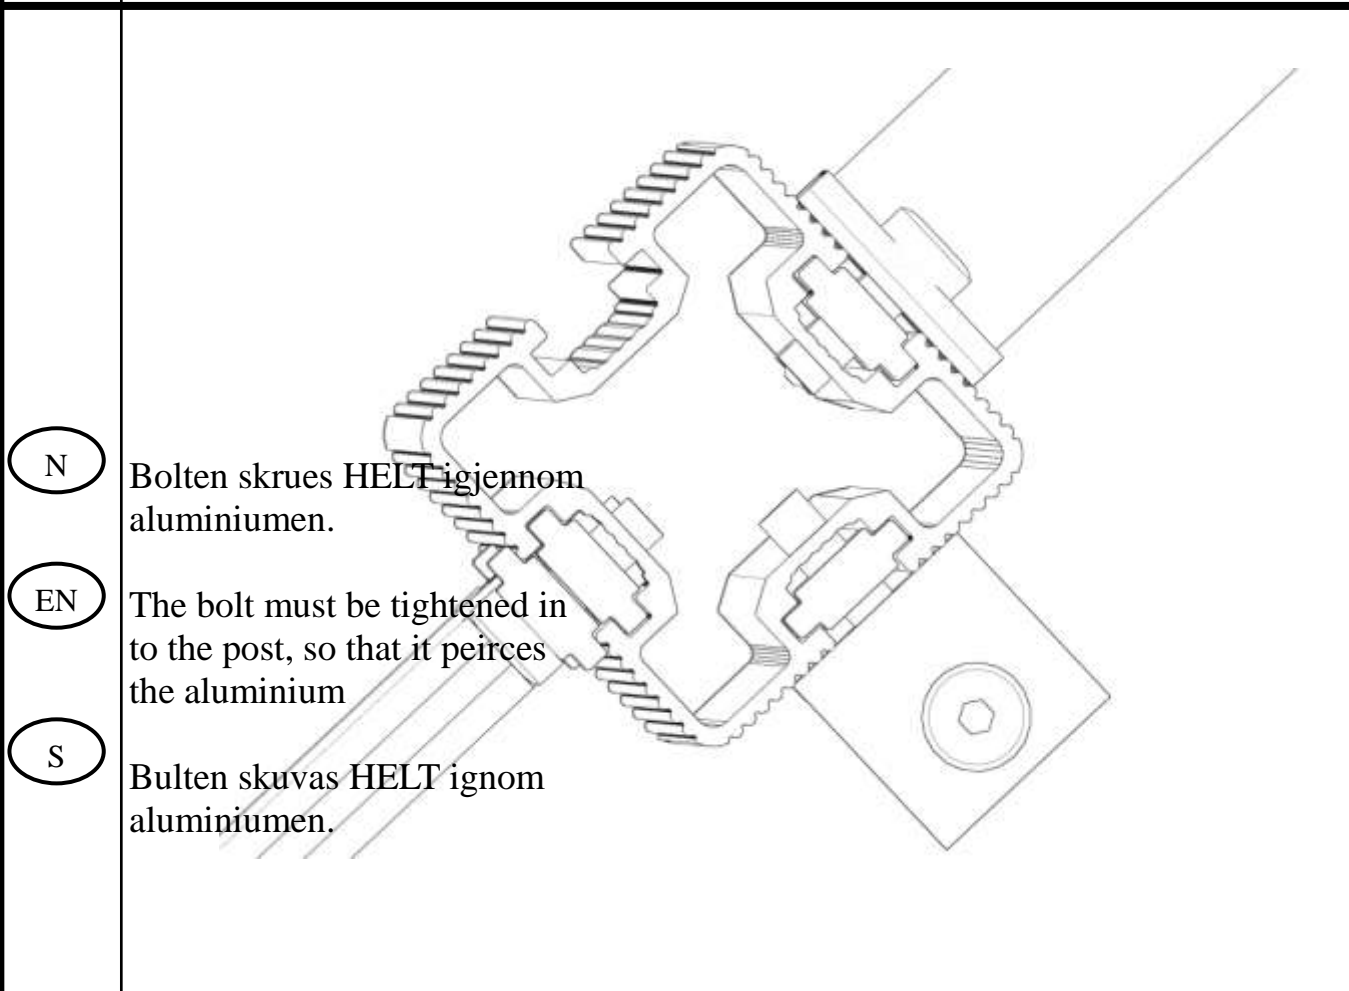 N
Bolten skrues HELT igjennom
aluminiumen.
EN
The bolt must be tightened in
to the post, so that it peirces
the aluminium
S
Bulten skuvas HELT ignom
aluminiumen.